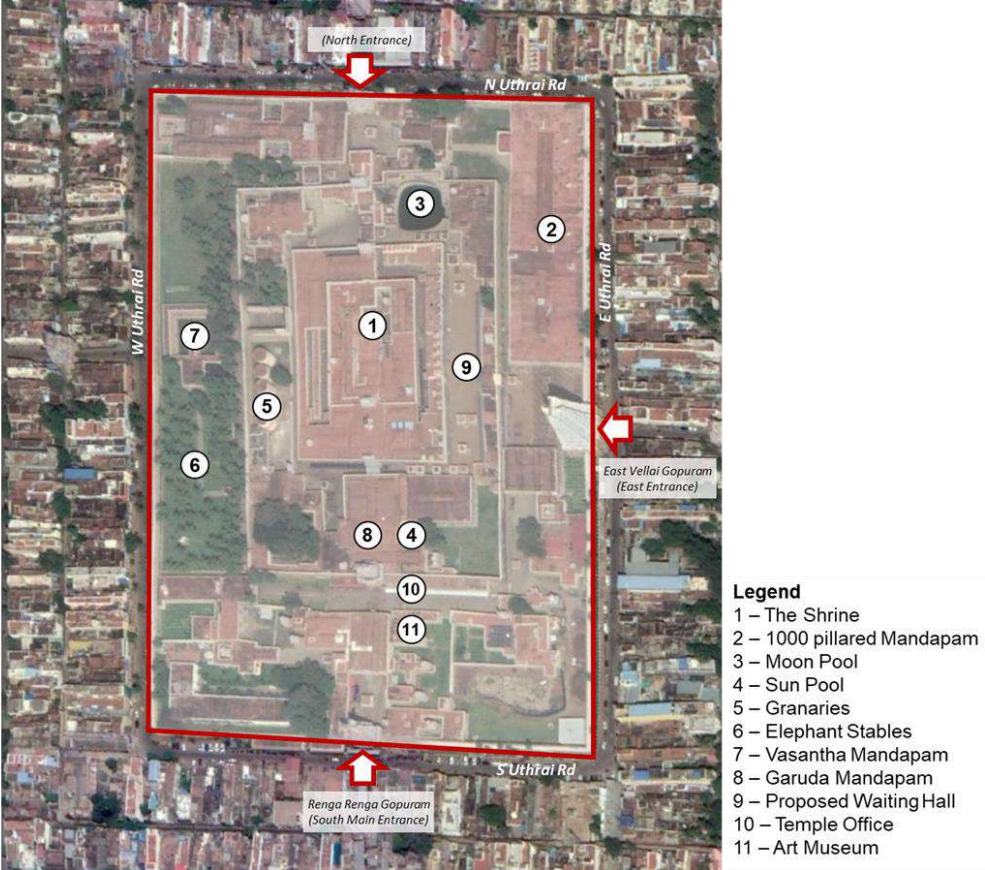 (North Entrance)
N Uthrai Rd
3
2
W Uthrai Rd
E Uthrai Rd
1
7
9
5
6
East Vellai Gopuram
(East Entrance)
8
4
10
11
S Uthrai Rd
Renga Renga Gopuram
(South Main Entrance)
Legend
1 – The Shrine
2 – 1000 pillared Mandapam
3 – Moon Pool
4 – Sun Pool
5 – Granaries
6 – Elephant Stables
7 – Vasantha Mandapam
8 – Garuda Mandapam
9 – Proposed Waiting Hall
10 – Temple Office
11 – Art Museum